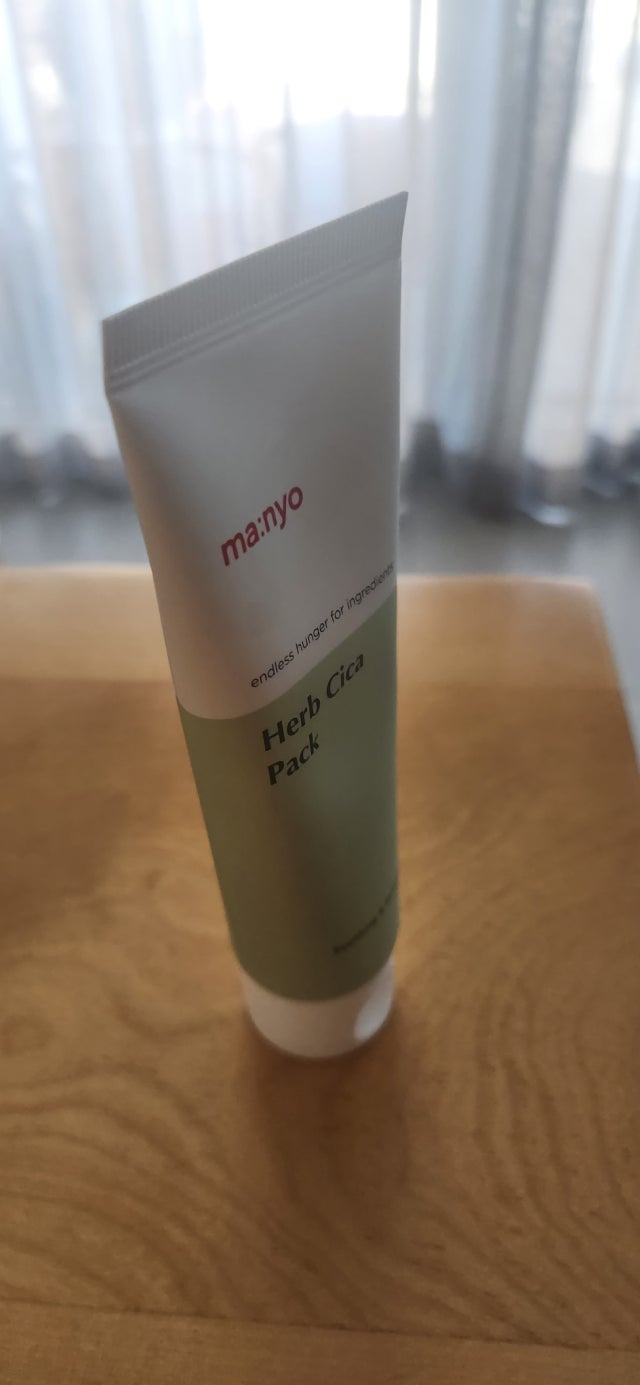 ma:nyo
endless hunger for ingredients
Herb Cica
Pack